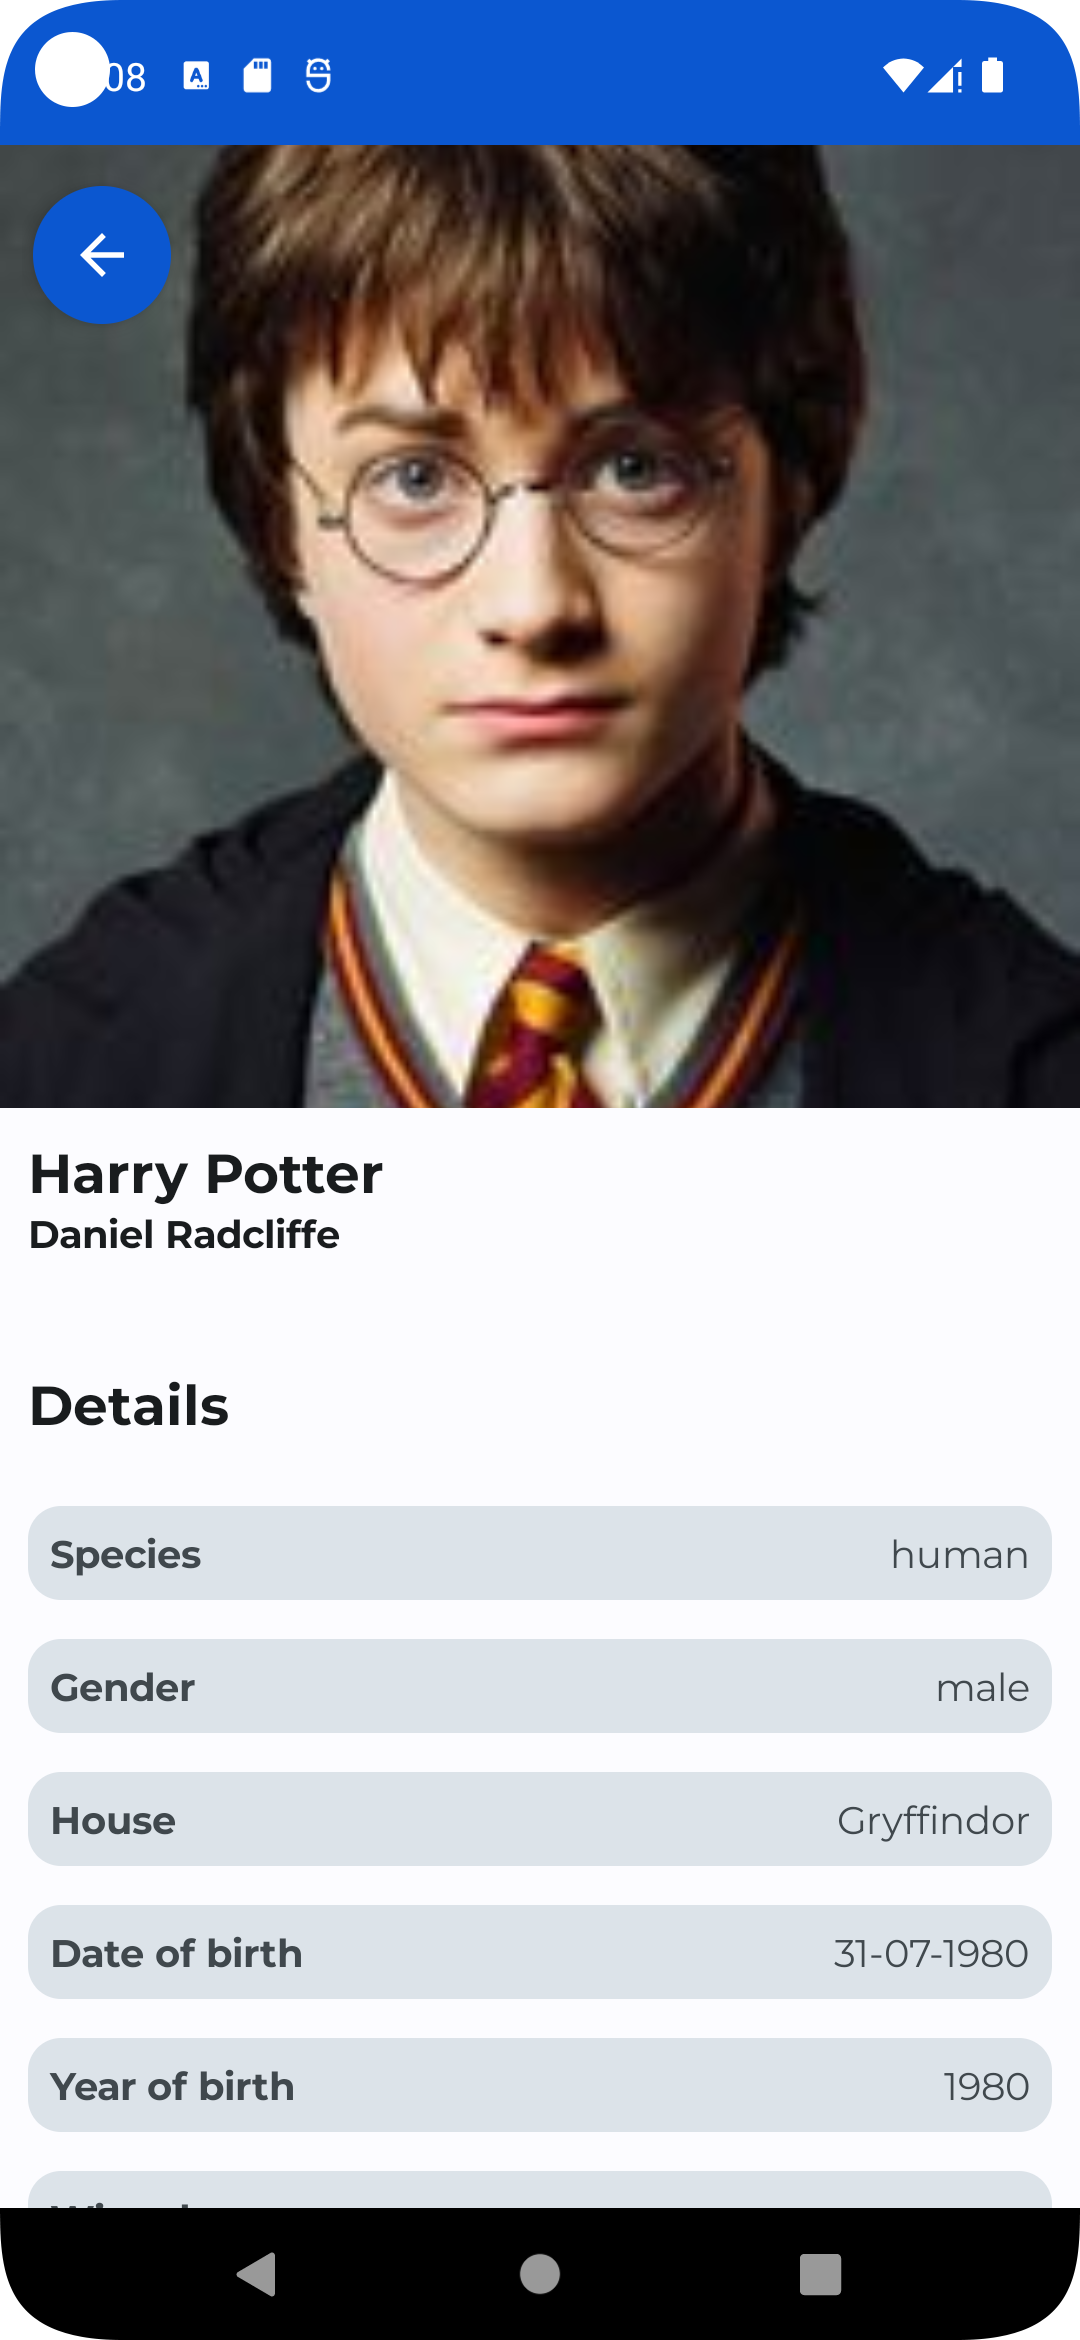 08
Harry Potter
Daniel Radcliffe
Details
Species human
Gender male
House Gryffindor
Date of birth 31-07-1980
Year of birth 1980